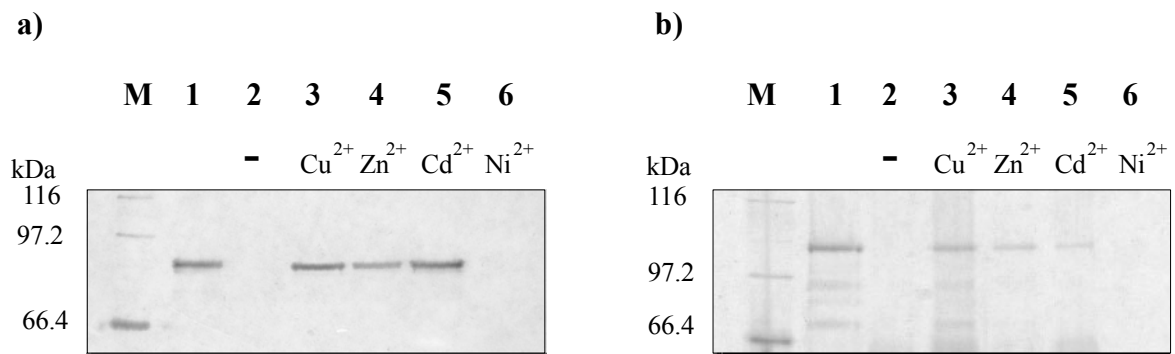 a)
M 1 2 3 4 5 6
- Cu2+ Zn2+ Cd2+ Ni2+
kDa
116
97.2
66.4
b)
M 1 2 3 4 5 6
- Cu2+ Zn2+ Cd2+ Ni2+
kDa
116
97.2
66.4